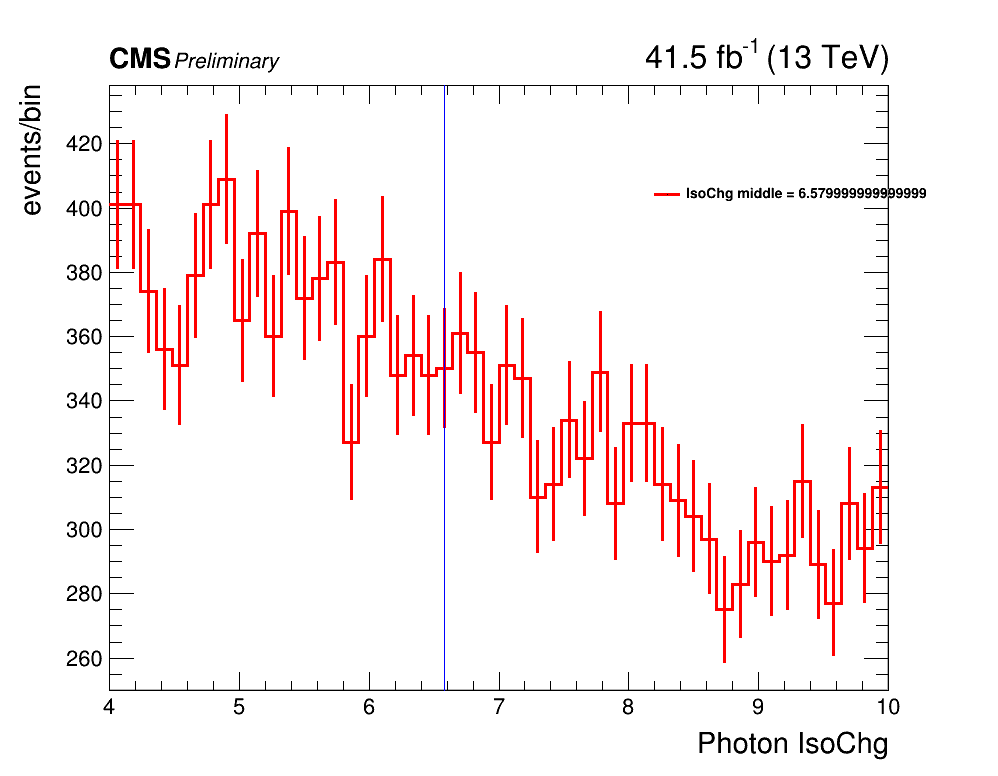 CMS Preliminary 41.5 fb⁻¹ (13 TeV)
events/bin
420
400
380
360
340
320
300
280
260
IsoChg middle = 6.579999999999999
4 5 6 7 8 9 10
Photon IsoChg